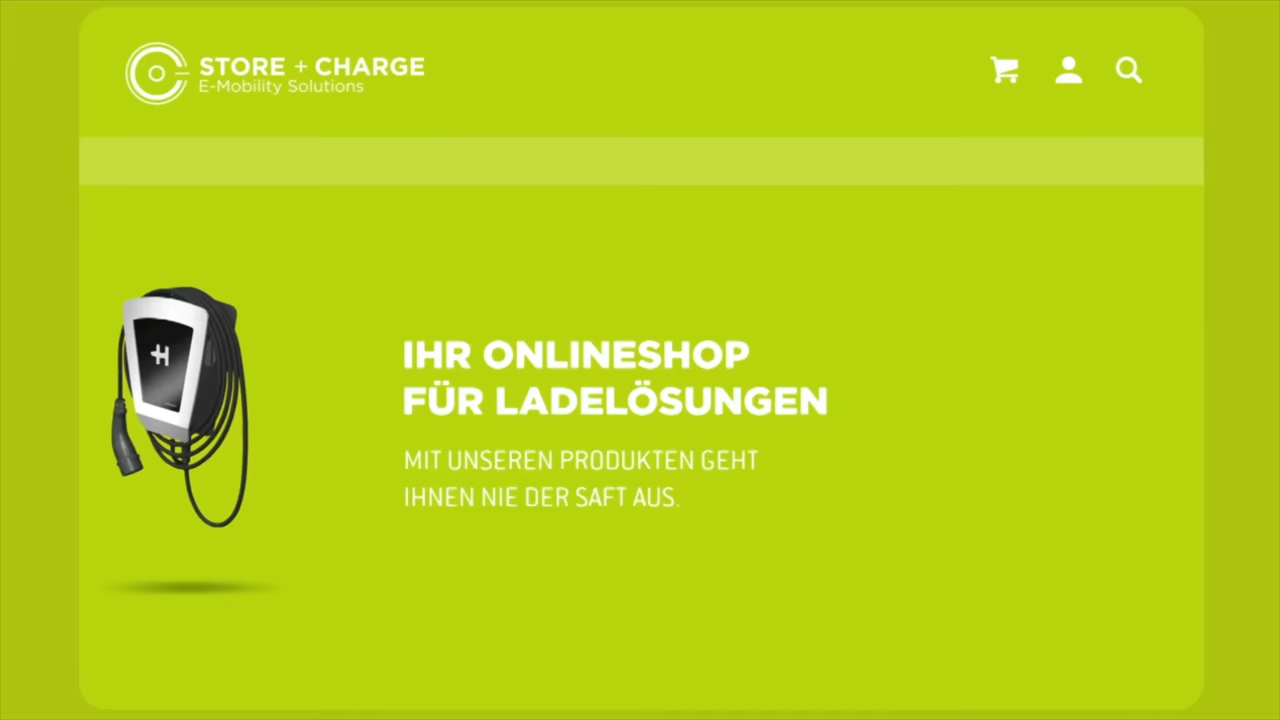 STORE + CHARGE
E-Mobility Solutions
IHR ONLINESHOP
FÜR LADELÖSUNGEN
MIT UNSEREN PRODUKTEN GEHT
IHNEN NIE DER SAFT AUS.